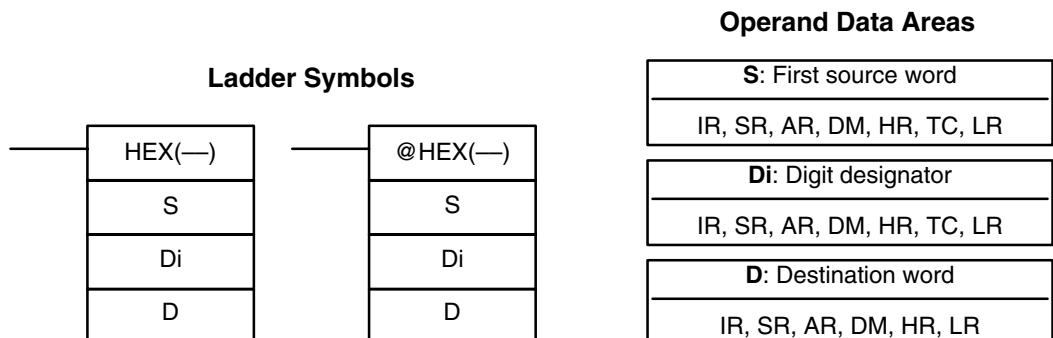 Ladder Symbols
HEX(—)
S
Di
D
@HEX(—)
S
Di
D
Operand Data Areas
S: First source word
IR, SR, AR, DM, HR, TC, LR
Di: Digit designator
IR, SR, AR, DM, HR, TC, LR
D: Destination word
IR, SR, AR, DM, HR, LR